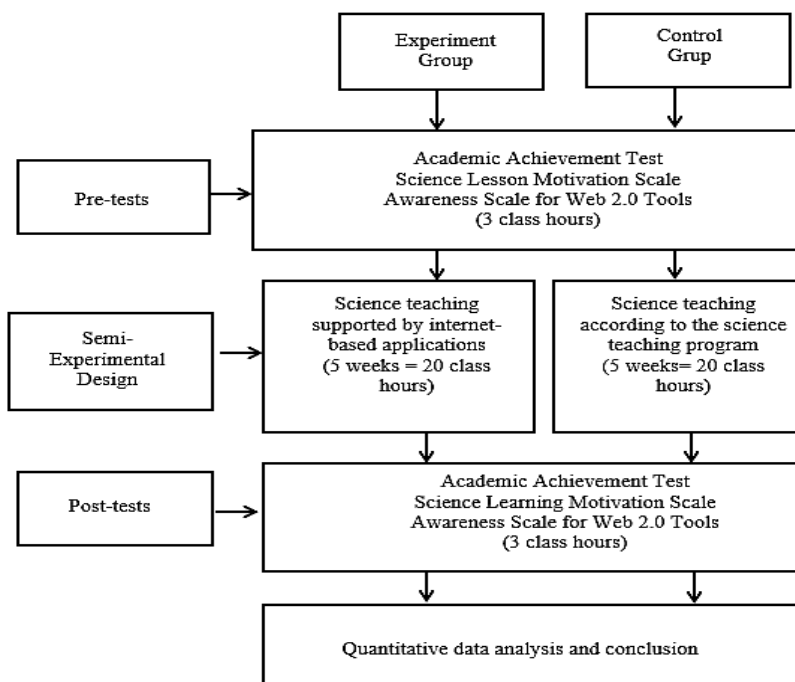 Experiment
Group
Control
Grup
Pre-tests
Academic Achievement Test
Science Lesson Motivation Scale
Awareness Scale for Web 2.0 Tools
(3 class hours)
Semi-
Experimental
Design
Science teaching
supported by internet-
based applications
(5 weeks = 20 class
hours)
Science teaching
according to the science
teaching program
(5 weeks= 20 class
hours)
Post-tests
Academic Achievement Test
Science Learning Motivation Scale
Awareness Scale for Web 2.0 Tools
(3 class hours)
Quantitative data analysis and conclusion